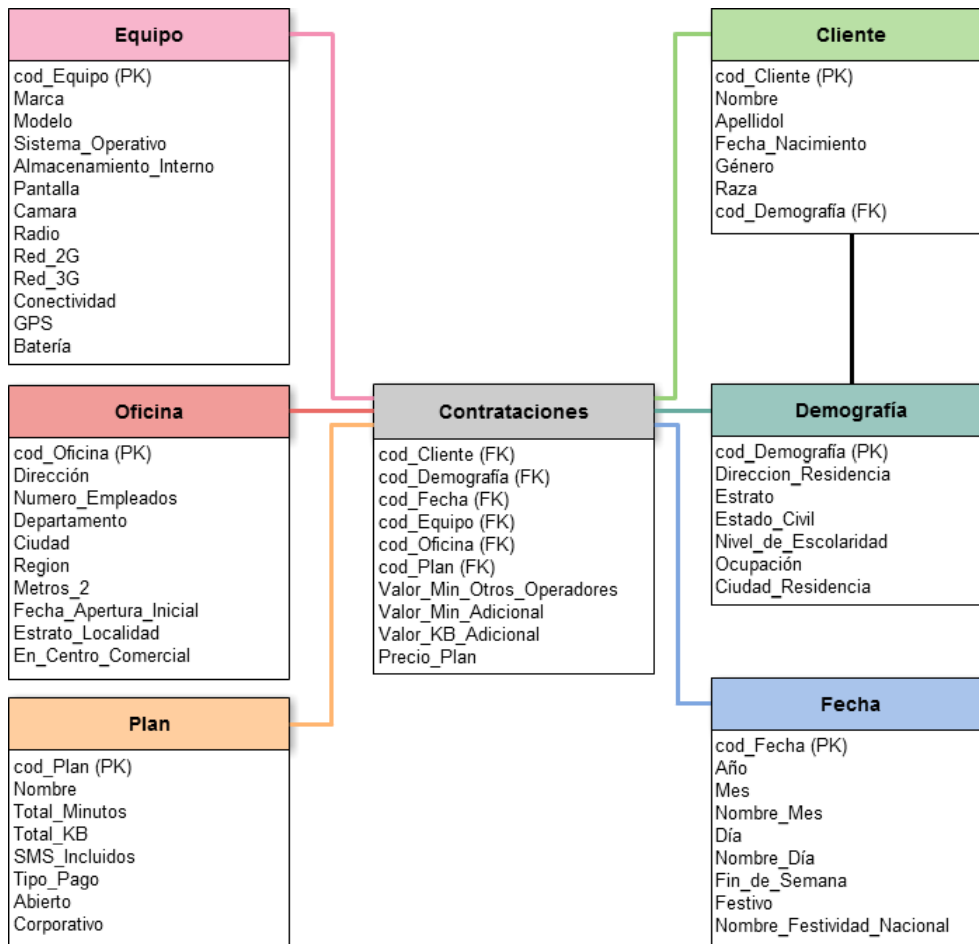 Equipo
cod_Equipo (PK)
Marca
Modelo
Sistema_Operativo
Almacenamiento_Interno
Pantalla
Camara
Radio
Red_2G
Red_3G
Conectividad
GPS
Batería
Cliente
cod_Cliente (PK)
Nombre
Apellidol
Fecha_Nacimiento
Género
Raza
cod_Demografía (FK)
Oficina
cod_Oficina (PK)
Dirección
Numero_Empleados
Departamento
Ciudad
Region
Metros_2
Fecha_Apertura_Inicial
Estrato_Localidad
En_Centro_Comercial
Contrataciones
cod_Cliente (FK)
cod_Demografía (FK)
cod_Fecha (FK)
cod_Equipo (FK)
cod_Oficina (FK)
cod_Plan (FK)
Valor_Min_Otros_Operadores
Valor_Min_Adicional
Valor_KB_Adicional
Precio_Plan
Demografía
cod_Demografía (PK)
Direccion_Residencia
Estrato
Estado_Civil
Nivel_de_Escolaridad
Ocupación
Ciudad_Residencia
Plan
cod_Plan (PK)
Nombre
Total_Minutos
Total_KB
SMS_Incluidos
Tipo_Pago
Abierto
Corporativo
Fecha
cod_Fecha (PK)
Año
Mes
Nombre_Mes
Día
Nombre_Día
Fin_de_Semana
Festivo
Nombre_Festividad_Nacional